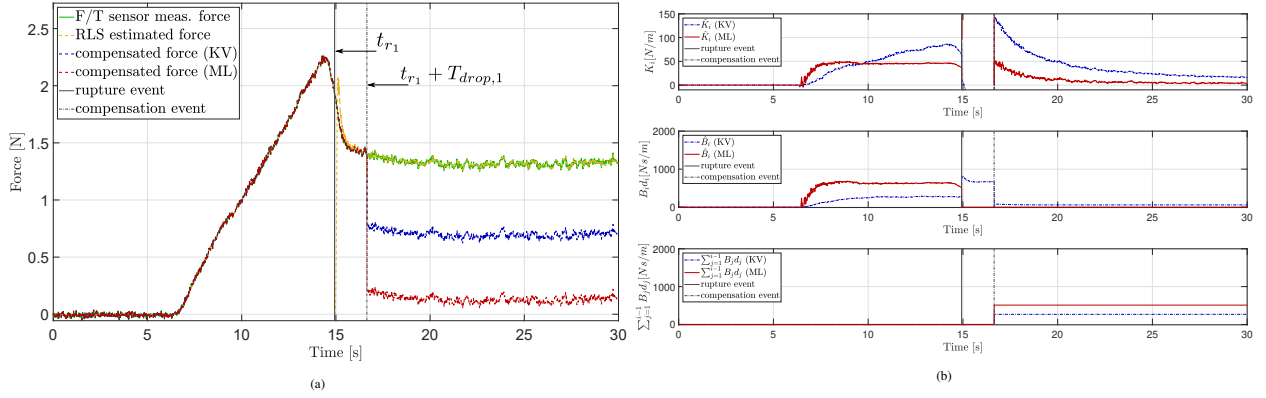 F/T sensor meas. force
RLS estimated force
compensated force (KV)
compensated force (ML)
rupture event
compensation event
t_{r_1}
t_{r_1} + T_{drop,1}
Force [N]
2.5
2
1.5
1
0.5
0
0 5 10 15 20 25 30
Time [s]
(a)
K̂_i (KV)
K̂_i (ML)
rupture event
compensation event
K_i[N/m]
150
100
50
0
0 5 10 15 20 25 30
Time [s]
B̂_i (KV)
B̂_i (ML)
rupture event
compensation event
B_i d_i[Ns/m]
2000
1000
0
0 5 10 15 20 25 30
Time [s]
∑_{j=1}^{i−1} B_j d_j (KV)
∑_{j=1}^{i−1} B_j d_j (ML)
rupture event
compensation event
∑_{j=1}^{i−1} B_j d_j[Ns/m]
2000
1000
0
0 5 10 15 20 25 30
Time [s]
(b)